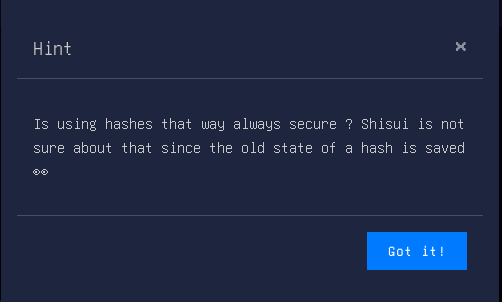 Hint
×
Is using hashes that way always secure ? Shisui is not
sure about that since the old state of a hash is saved
👀
Got it!